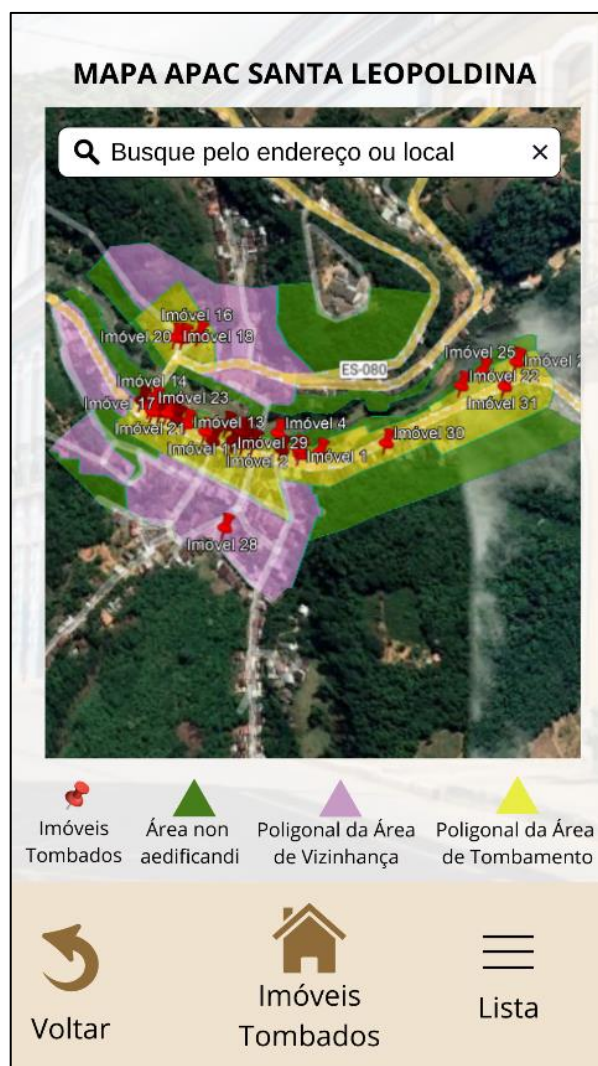 MAPA APAC SANTA LEOPOLDINA
Busque pelo endereço ou local
Imóvel 16
Imóvel 20
Imóvel 18
ES-080
Imóvel 25
Imóvel 22
Imóvel 14
Imóvel 23
Imóvel 17
Imóvel 31
Imóvel 21
Imóvel 13
Imóvel 4
Imóvel 30
Imóvel 11
Imóvel 29
Imóvel 2
Imóvel 1
Imóvel 28
Imóveis
Tombados
Área non
aedificandi
Poligonal da Área
de Vizinhança
Poligonal da Área
de Tombamento
Voltar
Imóveis
Tombados
Lista